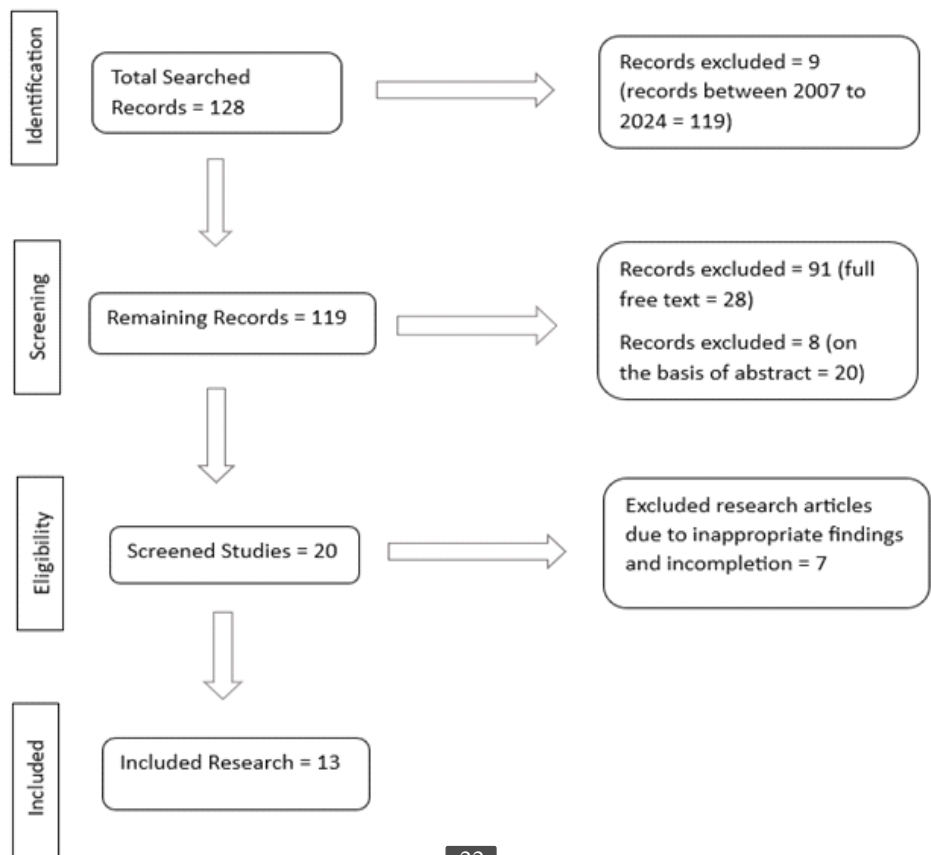 Identification
Total Searched
Records = 128
Records excluded = 9
(records between 2007 to
2024 = 119)
Screening
Remaining Records = 119
Records excluded = 91 (full
free text = 28)
Records excluded = 8 (on
the basis of abstract = 20)
Eligibility
Screened Studies = 20
Excluded research articles
due to inappropriate findings
and incompletion = 7
Included
Included Research = 13